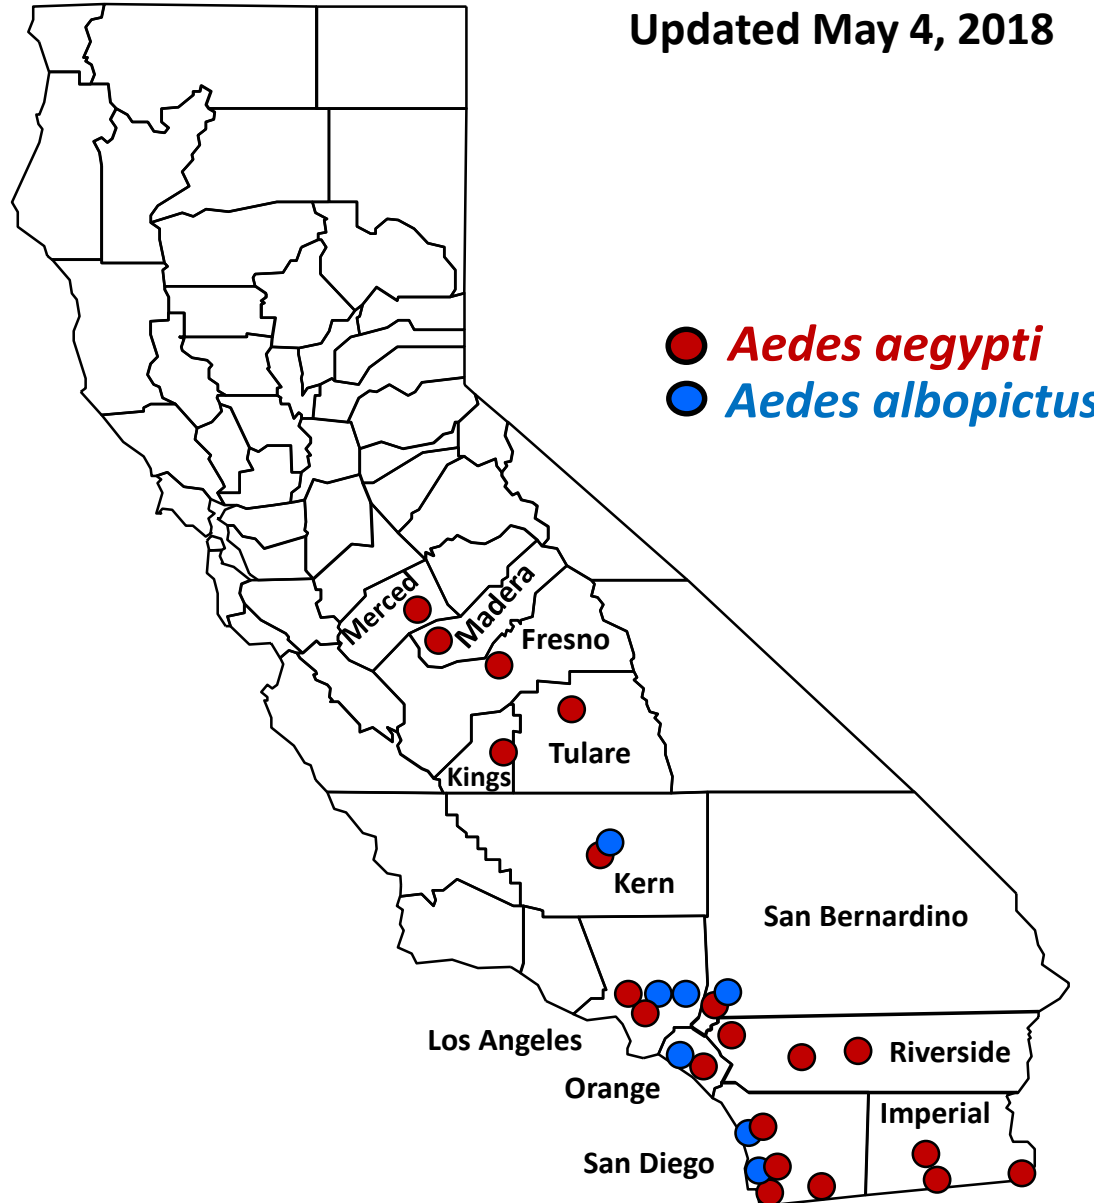 Updated May 4, 2018
Aedes aegypti
Aedes albopictus
Merced
Madera
Fresno
Tulare
Kings
Kern
San Bernardino
Los Angeles
Riverside
Orange
Imperial
San Diego